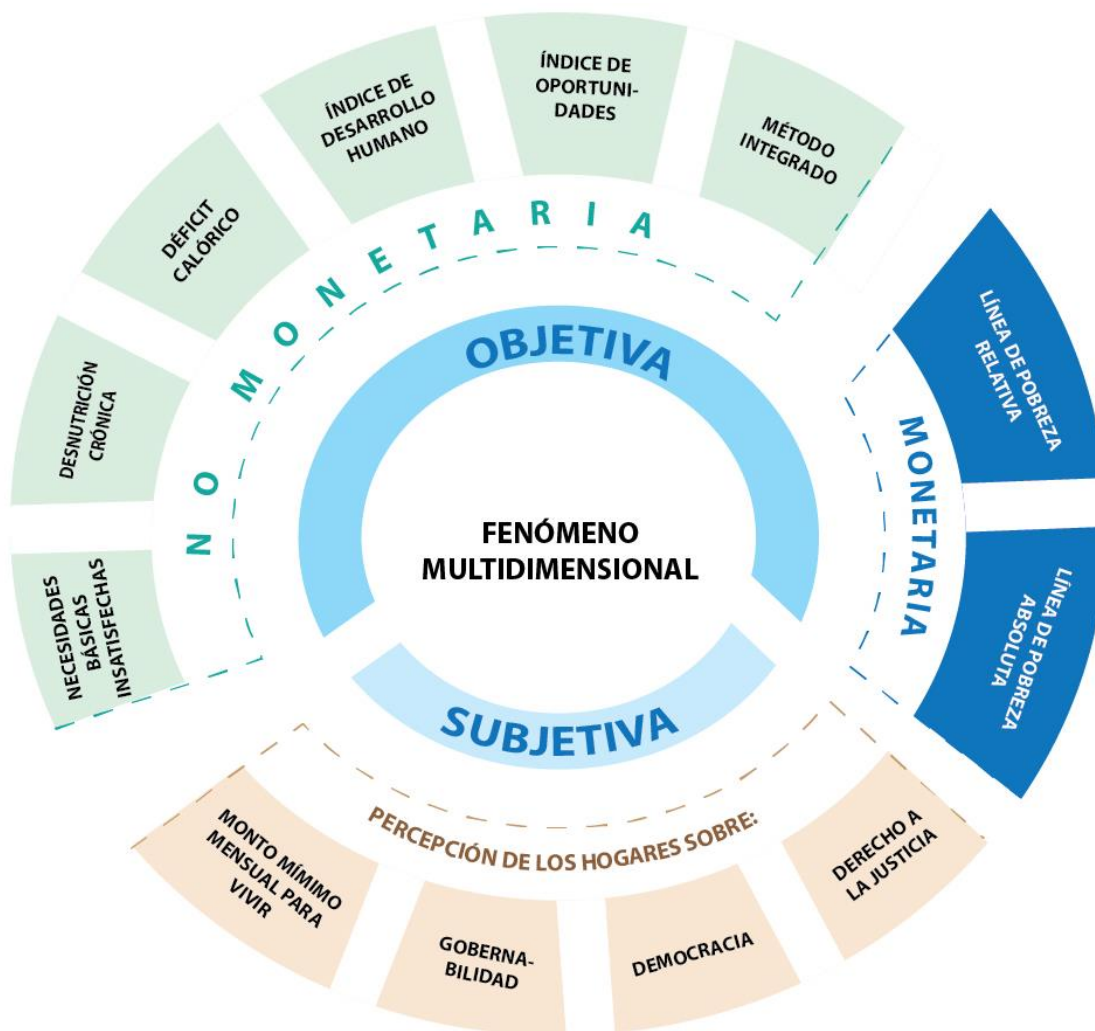 ÍNDICE DE
OPORTUNI-
DADES
ÍNDICE DE
DESARROLLO
HUMANO
MÉTODO
INTEGRADO
DÉFICIT
CALÓRICO
DESNUTRICIÓN
CRÓNICA
NECESIDADES
BÁSICAS
INSATISFECHAS
NO MONETARIA
OBJETIVA
LÍNEA DE POBREZA
RELATIVA
MONETARIA
LÍNEA DE POBREZA
ABSOLUTA
FENÓMENO
MULTIDIMENSIONAL
SUBJETIVA
PERCEPCIÓN DE LOS HOGARES SOBRE:
MONTO MÍMIMO
MENSUAL PARA
VIVIR
GOBERNA-
BILIDAD
DEMOCRACIA
DERECHO A
LA JUSTICIA